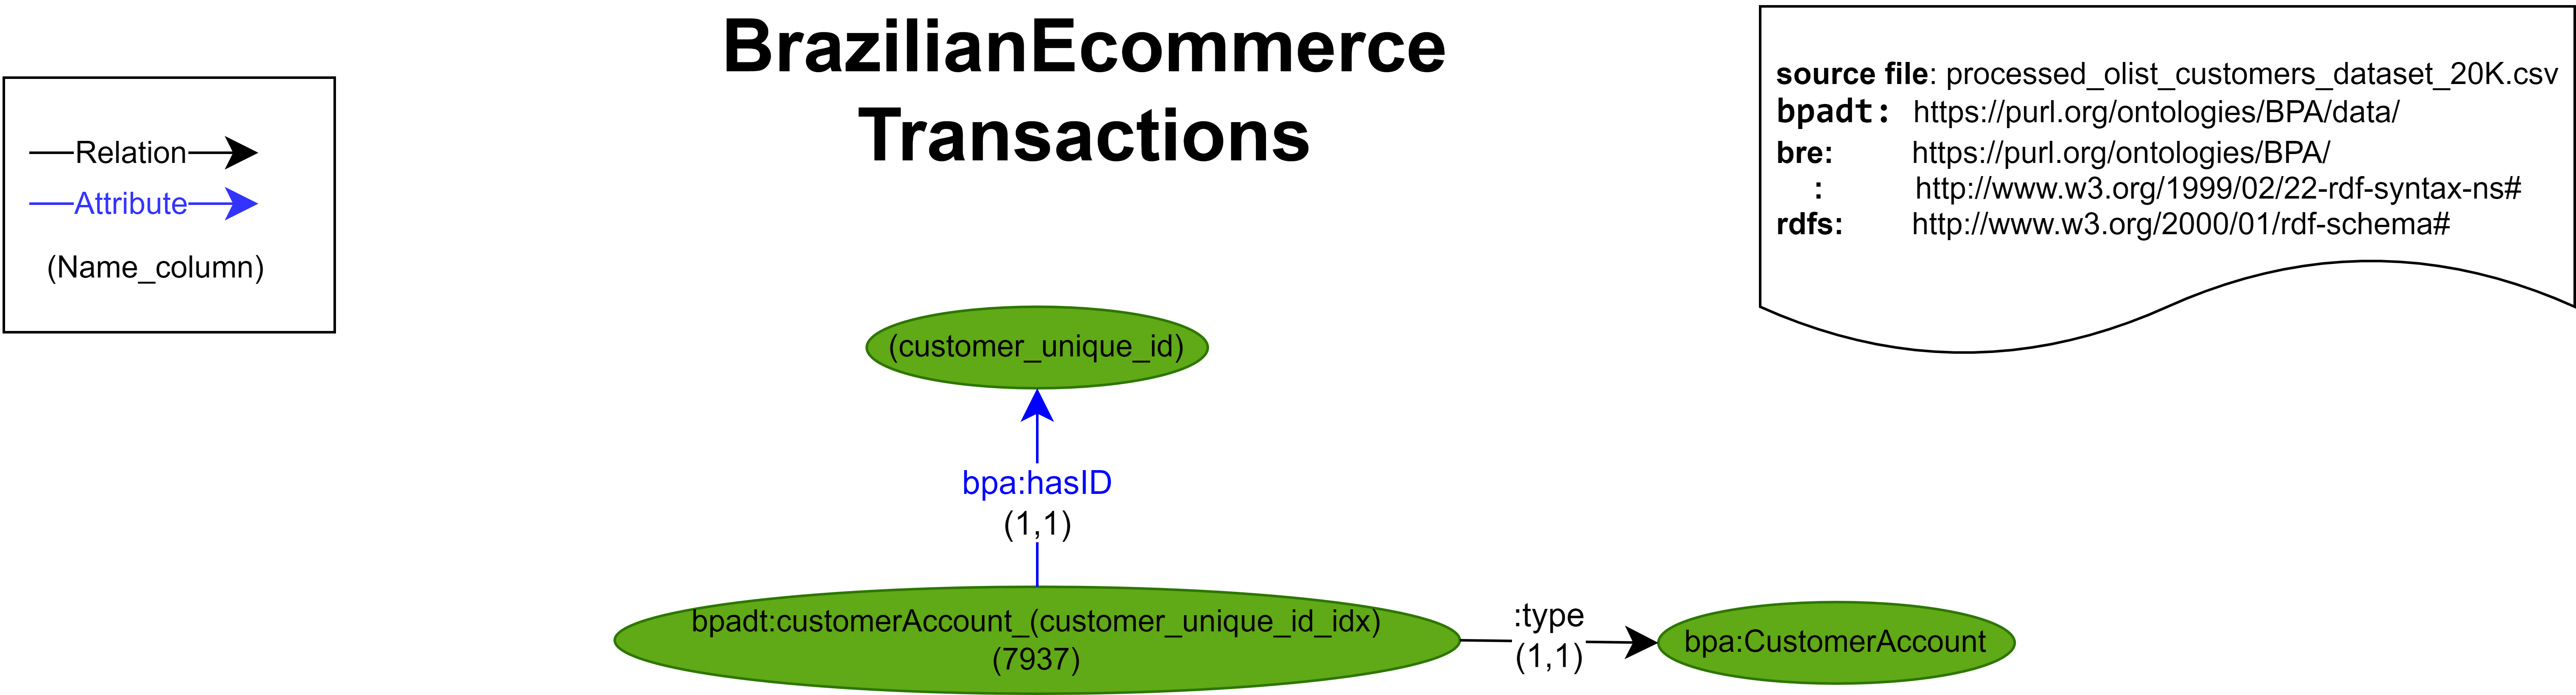 BrazilianEcommerce
Transactions
Relation
Attribute
(Name_column)
source file: processed_olist_customers_dataset_20K.csv
bpadt: https://purl.org/ontologies/BPA/data/
bre: https://purl.org/ontologies/BPA/
: http://www.w3.org/1999/02/22-rdf-syntax-ns#
rdfs: http://www.w3.org/2000/01/rdf-schema#
(customer_unique_id)
bpa:hasID
(1,1)
bpadt:customerAccount_(customer_unique_id_idx)
(7937)
:type
(1,1)
bpa:CustomerAccount